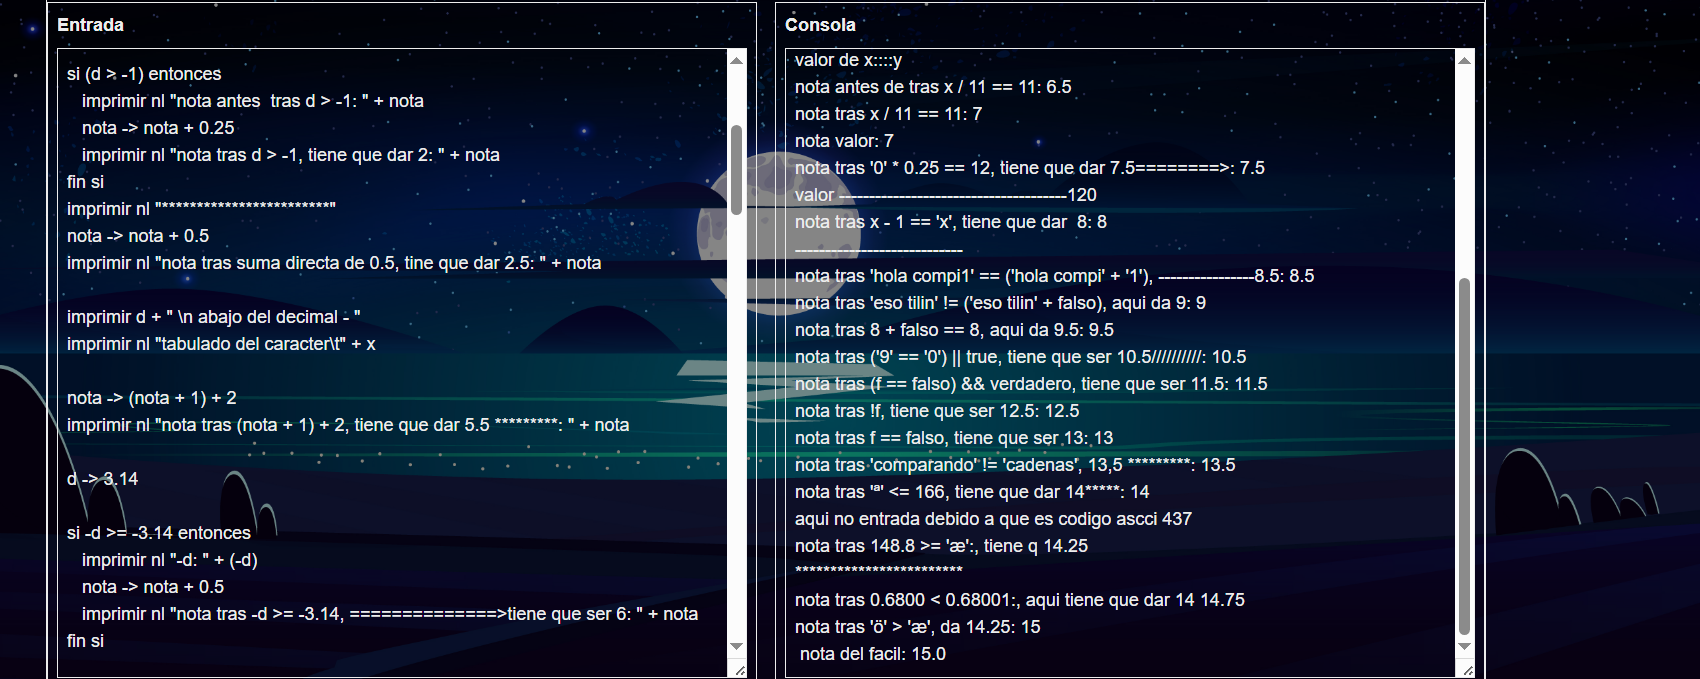 Entrada
si (d > -1) entonces
imprimir nl "nota antes  tras d > -1: " + nota
nota -> nota + 0.25
imprimir nl "nota tras d > -1, tiene que dar 2: " + nota
fin si
imprimir nl "************************"
nota -> nota + 0.5
imprimir nl "nota tras suma directa de 0.5, tine que dar 2.5: " + nota
imprimir d + " \n abajo del decimal - "
imprimir nl "tabulado del caracter\t" + x
nota -> (nota + 1) + 2
imprimir nl "nota tras (nota + 1) + 2, tiene que dar 5.5 *********: " + nota
d -> 3.14
si -d >= -3.14 entonces
imprimir nl "-d: " + (-d)
nota -> nota + 0.5
imprimir nl "nota tras -d >= -3.14, ==============>tiene que ser 6: " + nota
fin si
Consola
valor de x::::y
nota antes de tras x / 11 == 11: 6.5
nota tras x / 11 == 11: 7
nota valor: 7
nota tras '0' * 0.25 == 12, tiene que dar 7.5========>: 7.5
valor --------------------------------------120
nota tras x - 1 == 'x', tiene que dar  8: 8
----------------------------
nota tras 'hola compi1' == ('hola compi' + '1'), ----------------8.5: 8.5
nota tras 'eso tilin' != ('eso tilin' + falso), aqui da 9: 9
nota tras 8 + falso == 8, aqui da 9.5: 9.5
nota tras ('9' == '0') || true, tiene que ser 10.5//////////: 10.5
nota tras (f == falso) && verdadero, tiene que ser 11.5: 11.5
nota tras !f, tiene que ser 12.5: 12.5
nota tras f == falso, tiene que ser 13: 13
nota tras 'comparando' != 'cadenas', 13,5 *********: 13.5
nota tras 'ª' <= 166, tiene que dar 14*****: 14
aqui no entrada debido a que es codigo ascci 437
nota tras 148.8 >= 'æ':, tiene q 14.25
************************
nota tras 0.6800 < 0.68001:, aqui tiene que dar 14 14.75
nota tras 'ö' > 'æ', da 14.25: 15
nota del facil: 15.0